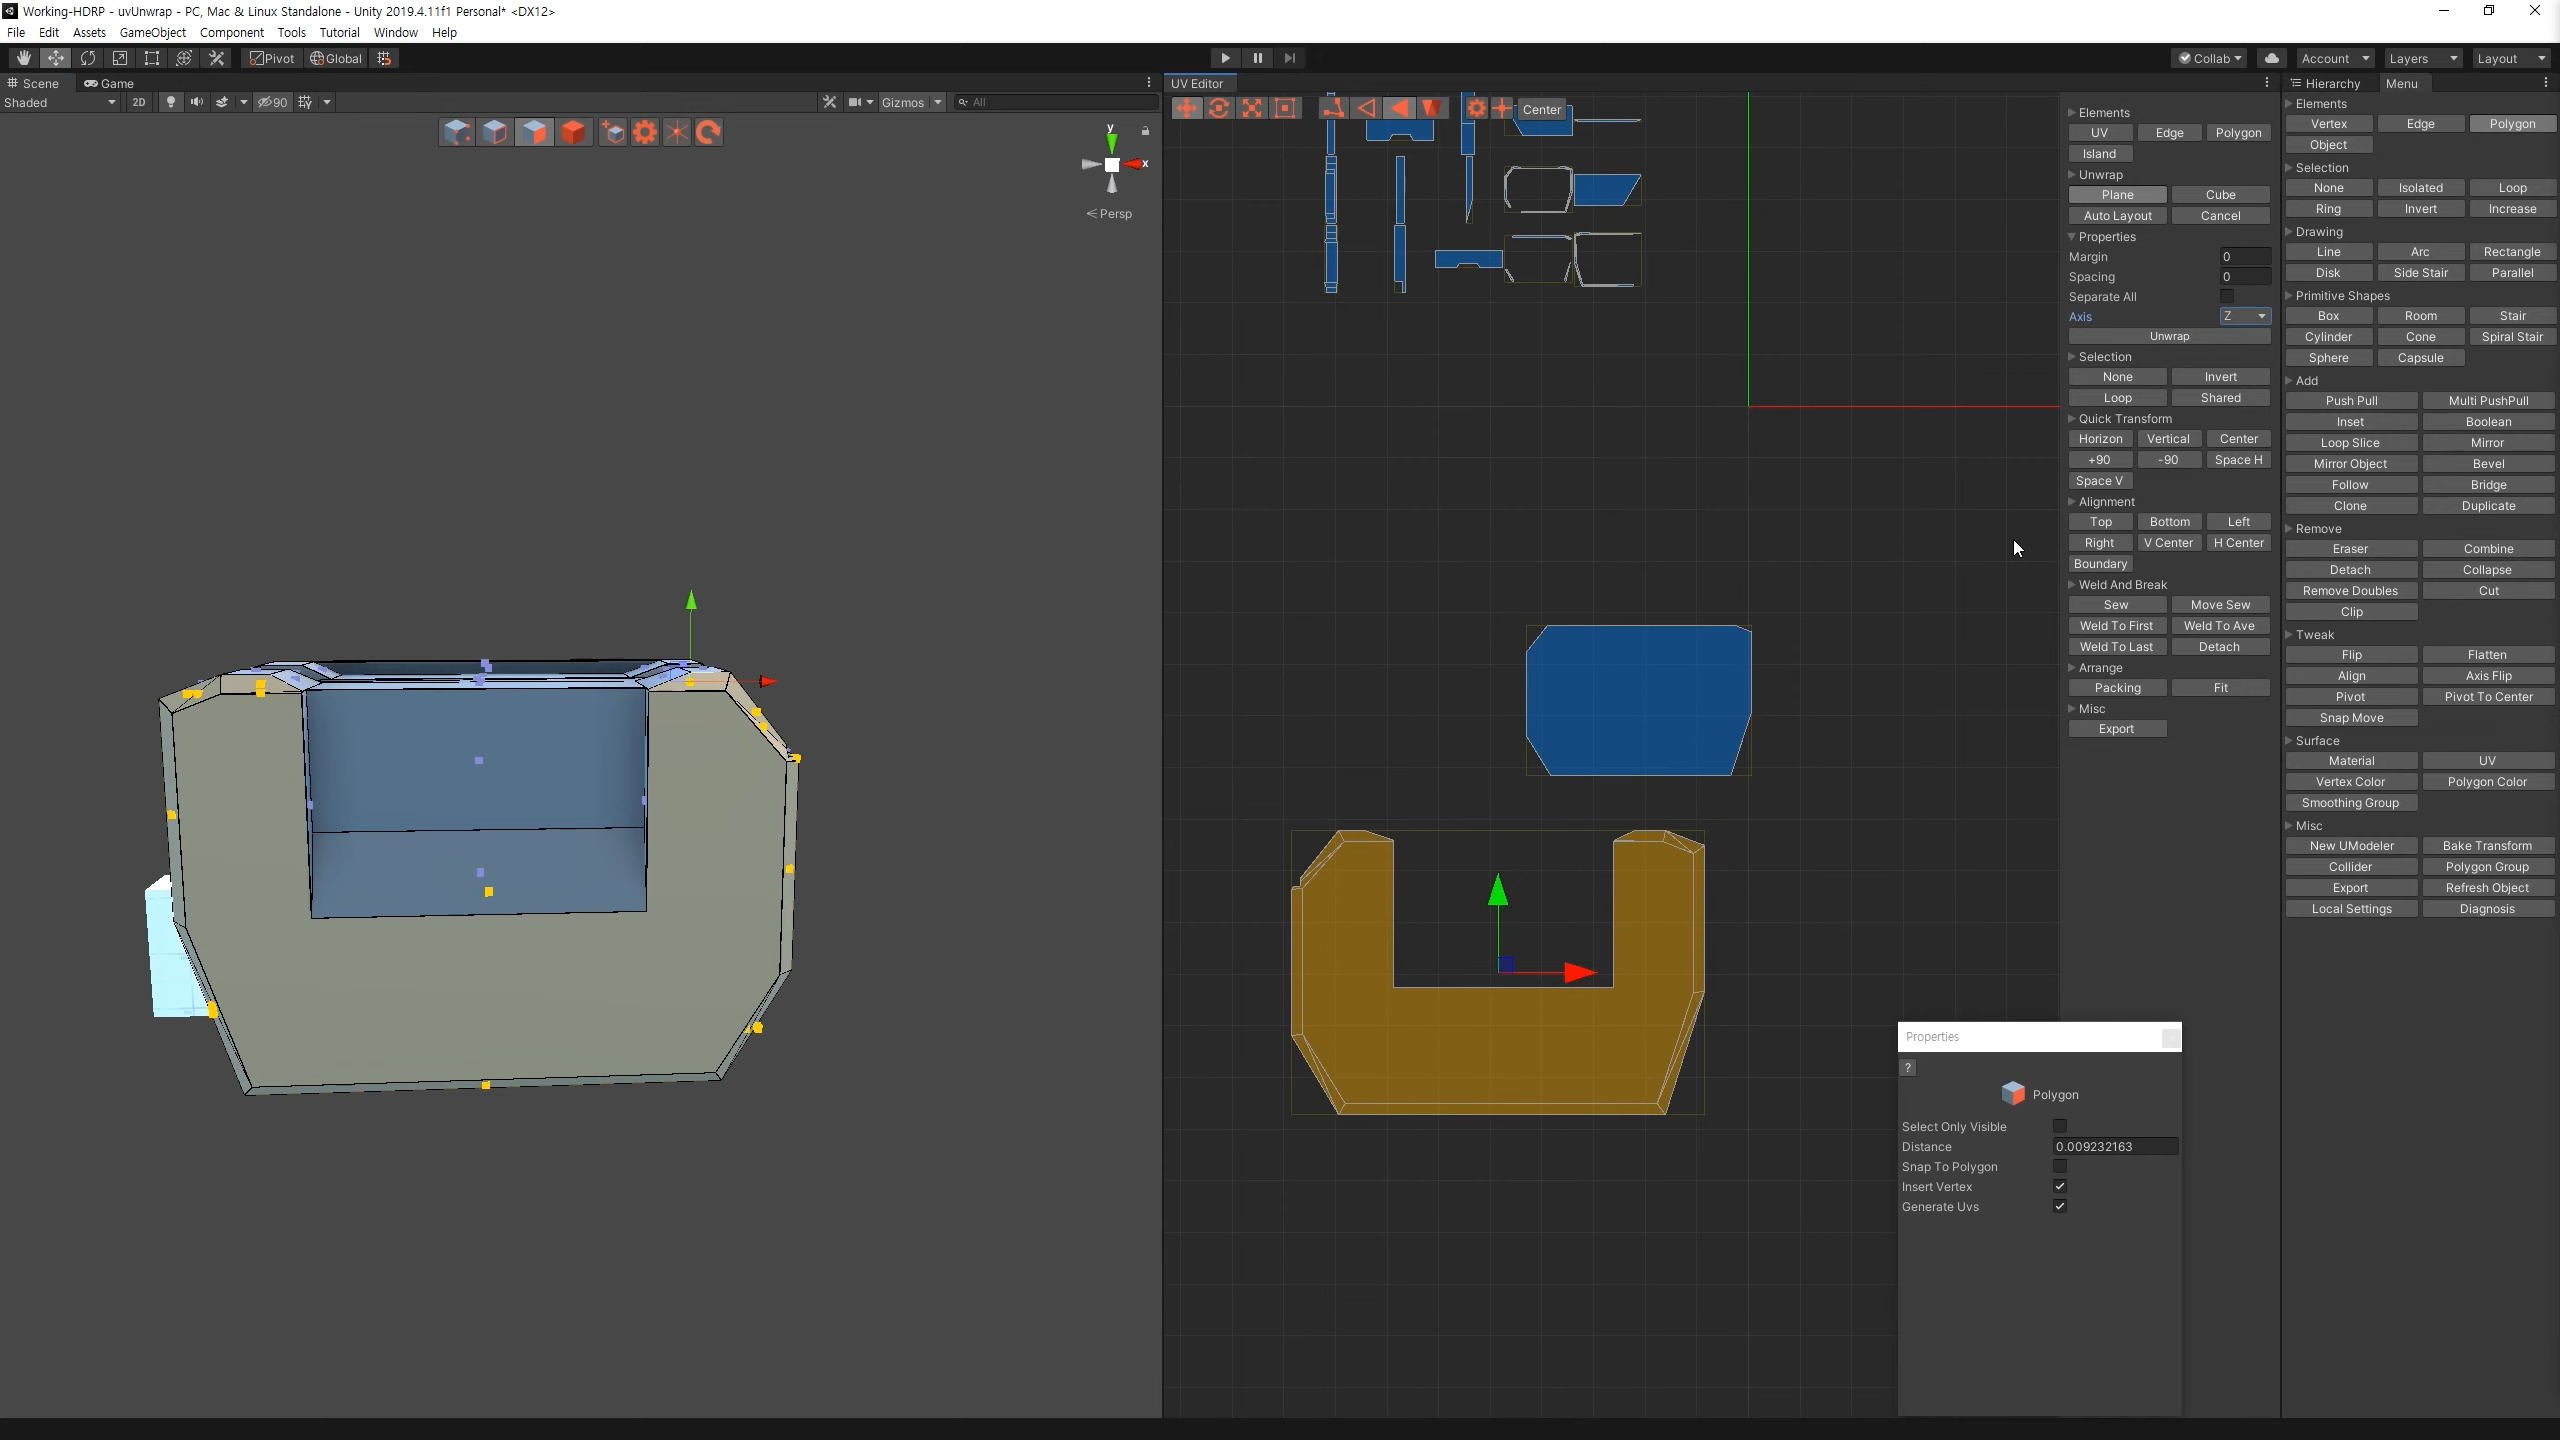 Working-HDRP - uvUnwrap - PC, Mac & Linux Standalone - Unity 2019.4.11f1 Personal* <DX12>
File Edit Assets GameObject Component Tools Tutorial Window Help
Pivot Global Collab Account Layers Layout
Scene Game
Shaded 2D 90 Gizmos All
y
x
Persp
UV Editor
Center
Elements
UV Edge Polygon
Island
Unwrap
Plane Cube
Auto Layout Cancel
Properties
Margin 0
Spacing 0
Separate All
Axis Z
Unwrap
Selection
None Invert
Loop Shared
Quick Transform
Horizon Vertical Center
+90 -90 Space H
Space V
Alignment
Top Bottom Left
Right V Center H Center
Boundary
Weld And Break
Sew Move Sew
Weld To First Weld To Ave
Weld To Last Detach
Arrange
Packing Fit
Misc
Export
Properties
?
Polygon
Select Only Visible
Distance 0.009232163
Snap To Polygon
Insert Vertex
Generate Uvs
Hierarchy Menu
Elements
Vertex Edge Polygon
Object
Selection
None Isolated Loop
Ring Invert Increase
Drawing
Line Arc Rectangle
Disk Side Stair Parallel
Primitive Shapes
Box Room Stair
Cylinder Cone Spiral Stair
Sphere Capsule
Add
Push Pull Multi PushPull
Inset Boolean
Loop Slice Mirror
Mirror Object Bevel
Follow Bridge
Clone Duplicate
Remove
Eraser Combine
Detach Collapse
Remove Doubles Cut
Clip
Tweak
Flip Flatten
Align Axis Flip
Pivot Pivot To Center
Snap Move
Surface
Material UV
Vertex Color Polygon Color
Smoothing Group
Misc
New UModeler Bake Transform
Collider Polygon Group
Export Refresh Object
Local Settings Diagnosis